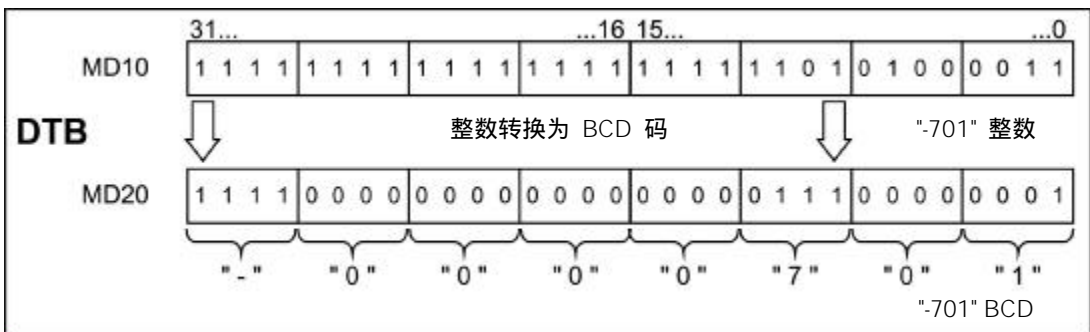 31... ...16 15... ...0
MD10 1 1 1 1 1 1 1 1 1 1 1 1 1 1 1 1 1 1 1 1 1 1 0 1 0 1 0 0 0 0 1 1
DTB 整数转换为 BCD 码 "-701" 整数
MD20 1 1 1 1 0 0 0 0 0 0 0 0 0 0 0 0 0 0 0 0 0 1 1 1 0 0 0 0 0 0 0 1
"-" "0" "0" "0" "0" "7" "0" "1"
"-701" BCD